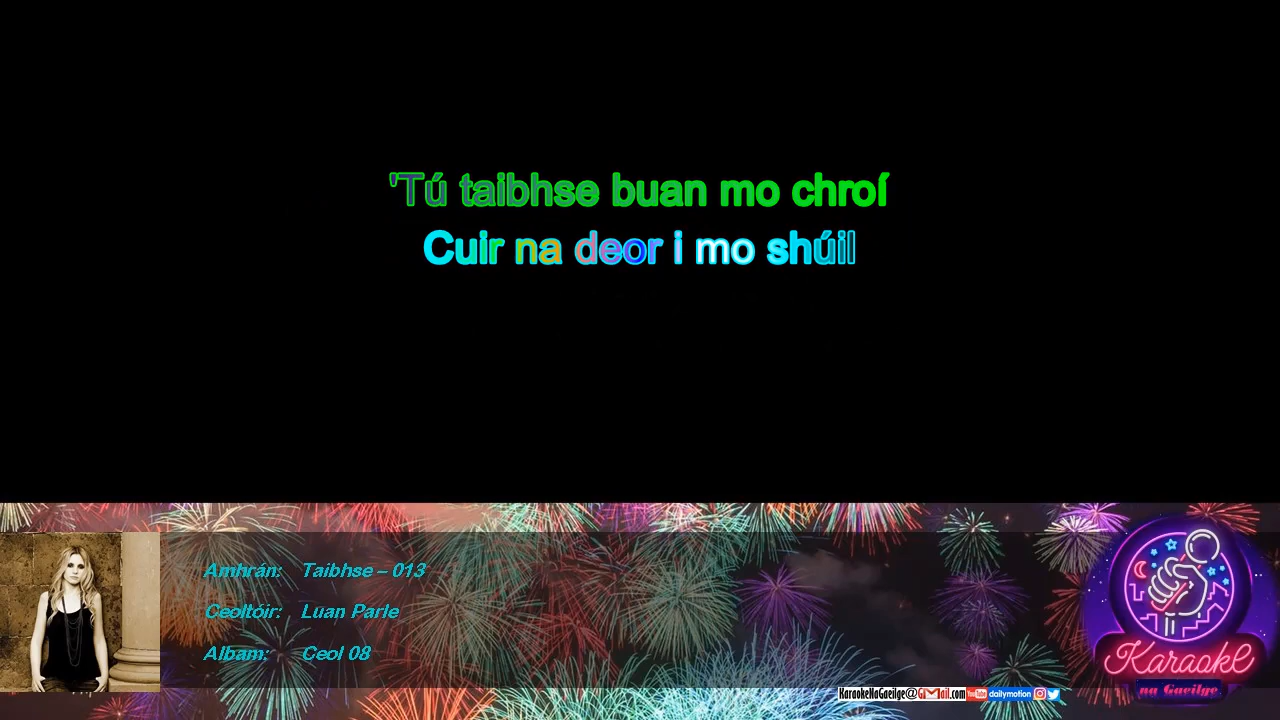 'Tú taibhse buan mo chroí
Cuir na deor i mo shúil
Amhrán: Taibhse – 013
Ceoltóir: Luan Parle
Albam: Ceol 08
Karaoke
na Gaeilge
KaraokeNaGaeilge@GMail.com YouTube dailymotion